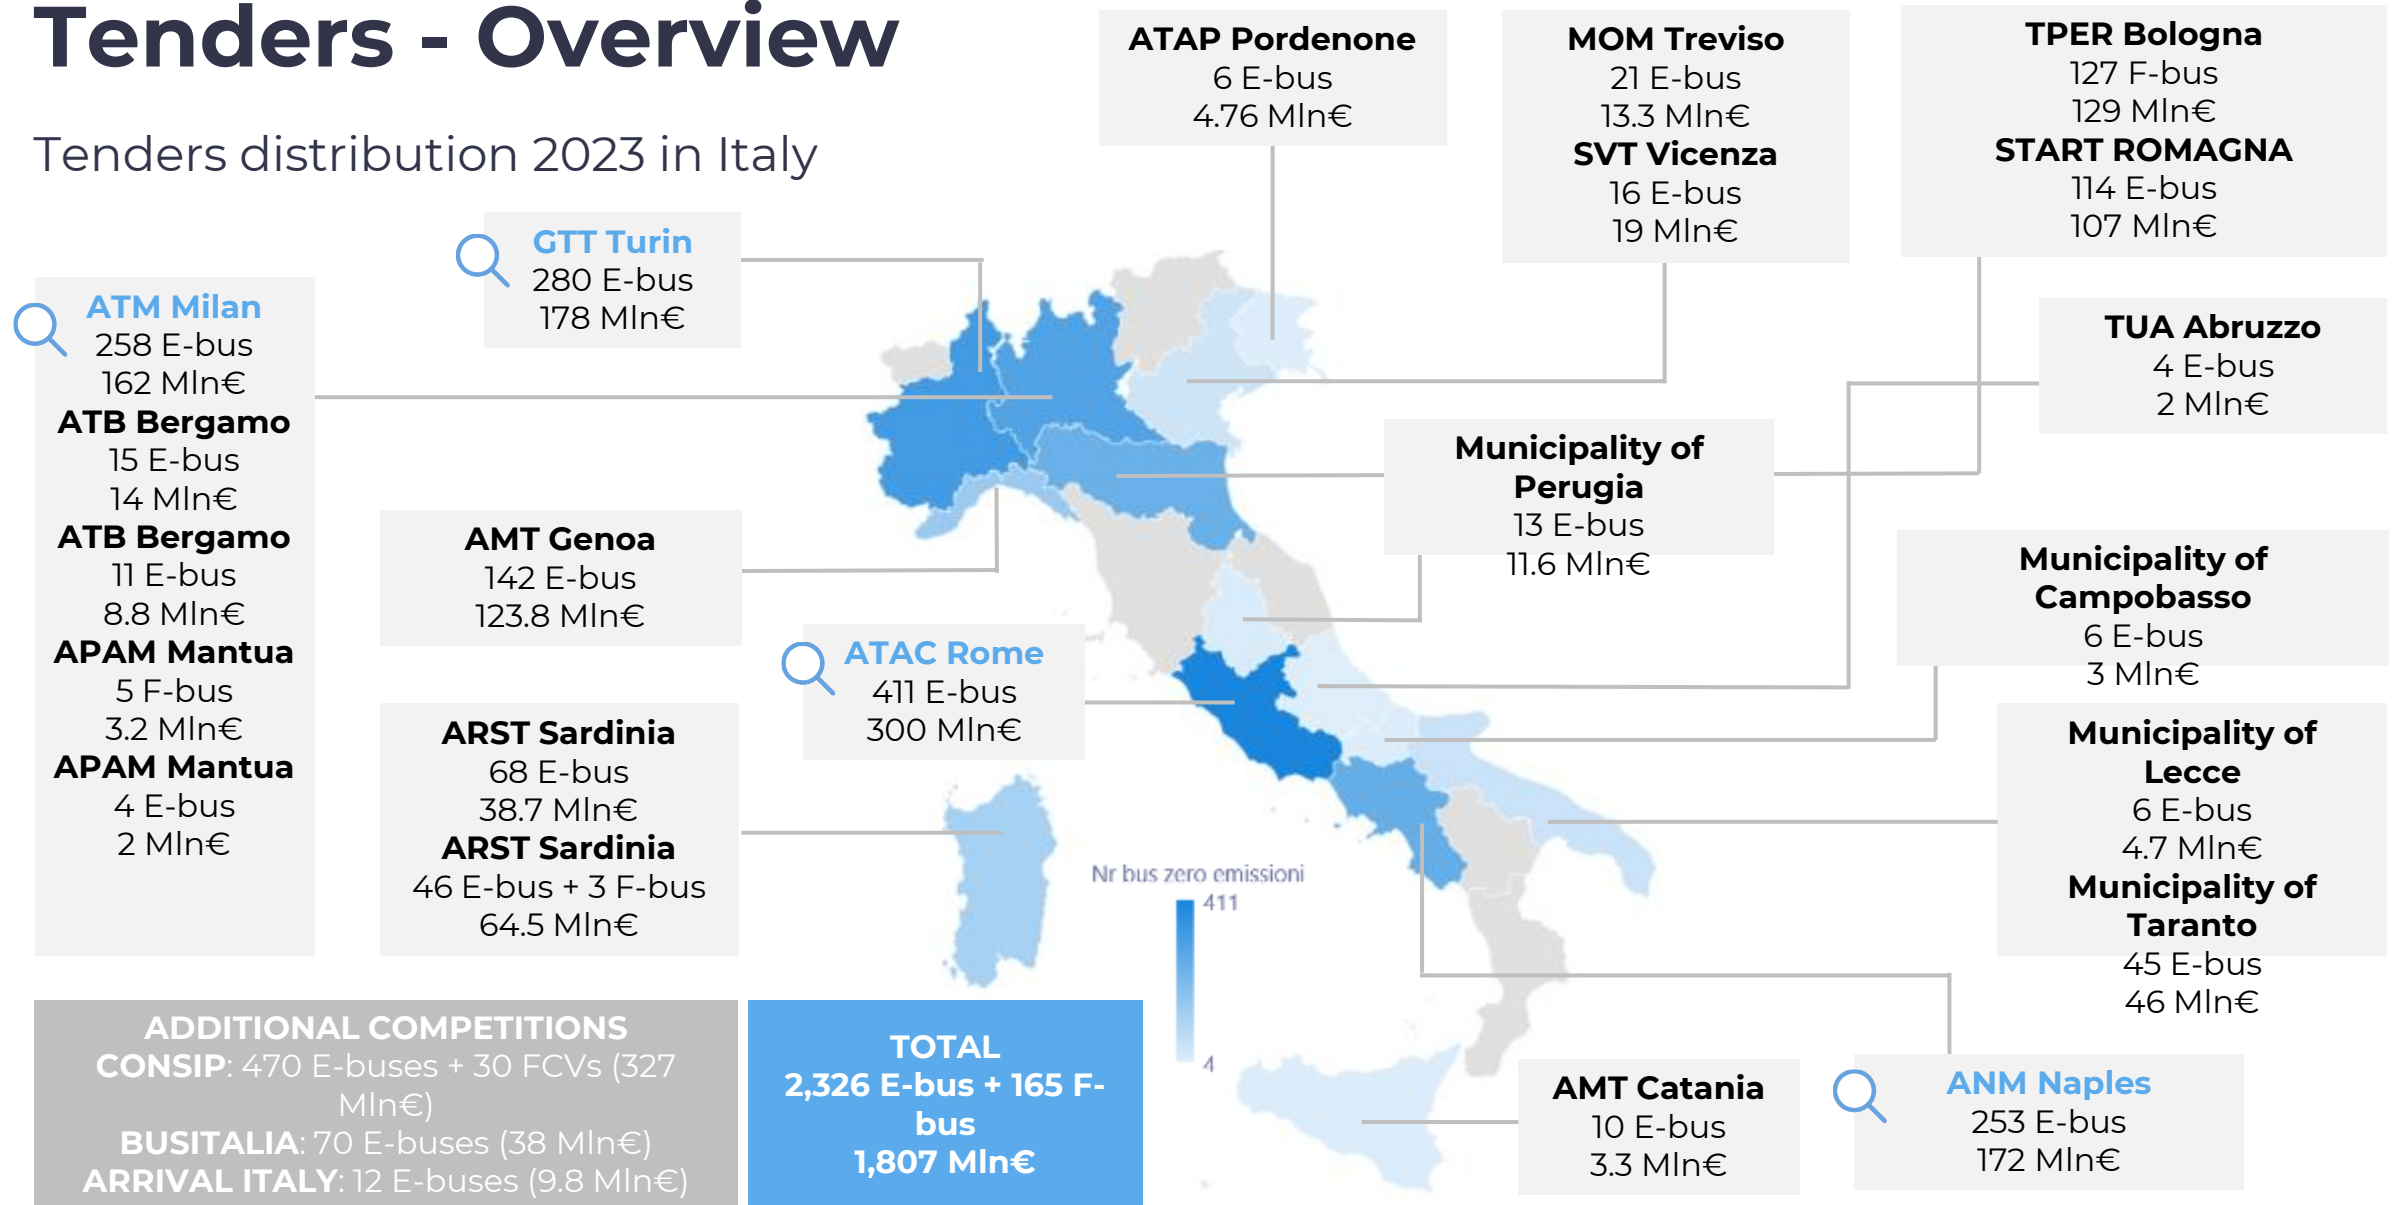 Tenders - Overview
Tenders distribution 2023 in Italy
ATAP Pordenone
6 E-bus
4.76 Mln€
MOM Treviso
21 E-bus
13.3 Mln€
SVT Vicenza
16 E-bus
19 Mln€
TPER Bologna
127 F-bus
129 Mln€
START ROMAGNA
114 E-bus
107 Mln€
GTT Turin
280 E-bus
178 Mln€
ATM Milan
258 E-bus
162 Mln€
ATB Bergamo
15 E-bus
14 Mln€
ATB Bergamo
11 E-bus
8.8 Mln€
APAM Mantua
5 F-bus
3.2 Mln€
APAM Mantua
4 E-bus
2 Mln€
TUA Abruzzo
4 E-bus
2 Mln€
Municipality of
Perugia
13 E-bus
11.6 Mln€
AMT Genoa
142 E-bus
123.8 Mln€
Municipality of
Campobasso
6 E-bus
3 Mln€
ATAC Rome
411 E-bus
300 Mln€
ARST Sardinia
68 E-bus
38.7 Mln€
ARST Sardinia
46 E-bus + 3 F-bus
64.5 Mln€
Municipality of
Lecce
6 E-bus
4.7 Mln€
Municipality of
Taranto
45 E-bus
46 Mln€
Nr bus zero emissioni
411
4
ADDITIONAL COMPETITIONS
CONSIP: 470 E-buses + 30 FCVs (327
Mln€)
BUSITALIA: 70 E-buses (38 Mln€)
ARRIVAL ITALY: 12 E-buses (9.8 Mln€)
TOTAL
2,326 E-bus + 165 F-
bus
1,807 Mln€
AMT Catania
10 E-bus
3.3 Mln€
ANM Naples
253 E-bus
172 Mln€